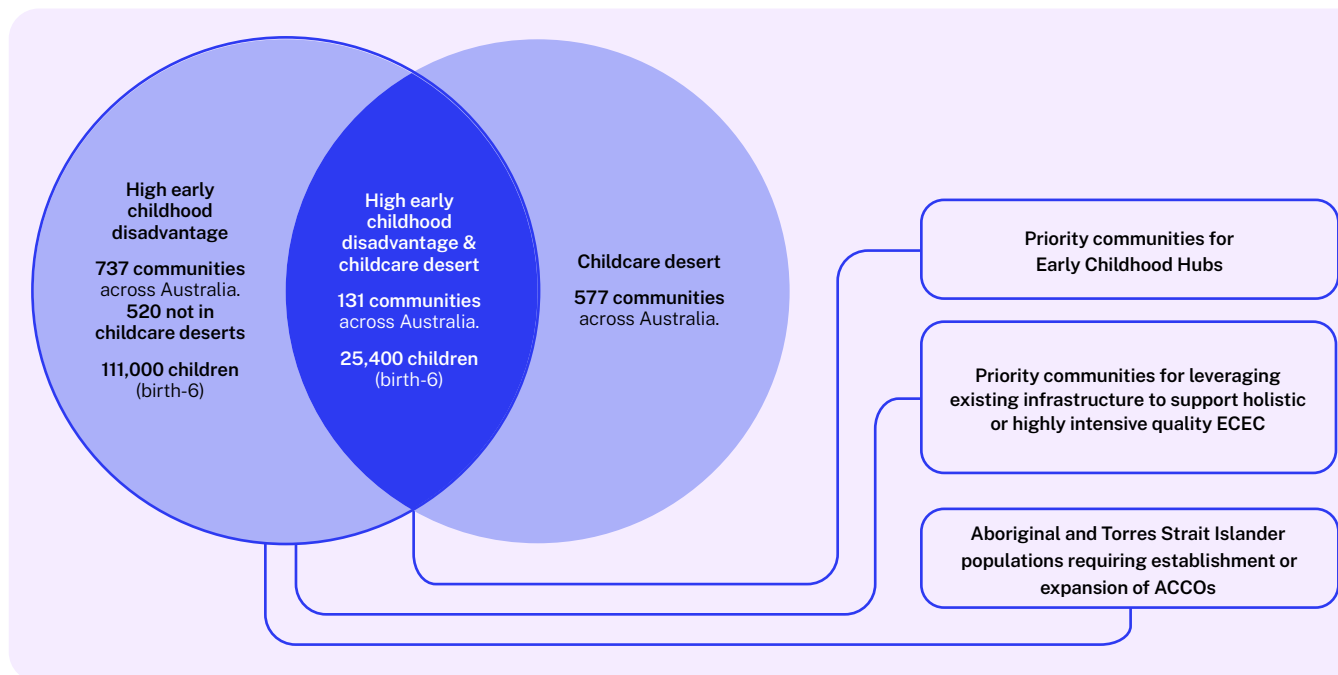 High early
childhood
disadvantage
737 communities
across Australia.
520 not in
childcare deserts
111,000 children
(birth-6)
High early
childhood
disadvantage &
childcare desert
131 communities
across Australia.
25,400 children
(birth-6)
Childcare desert
577 communities
across Australia.
Priority communities for
Early Childhood Hubs
Priority communities for leveraging
existing infrastructure to support holistic
or highly intensive quality ECEC
Aboriginal and Torres Strait Islander
populations requiring establishment or
expansion of ACCOs